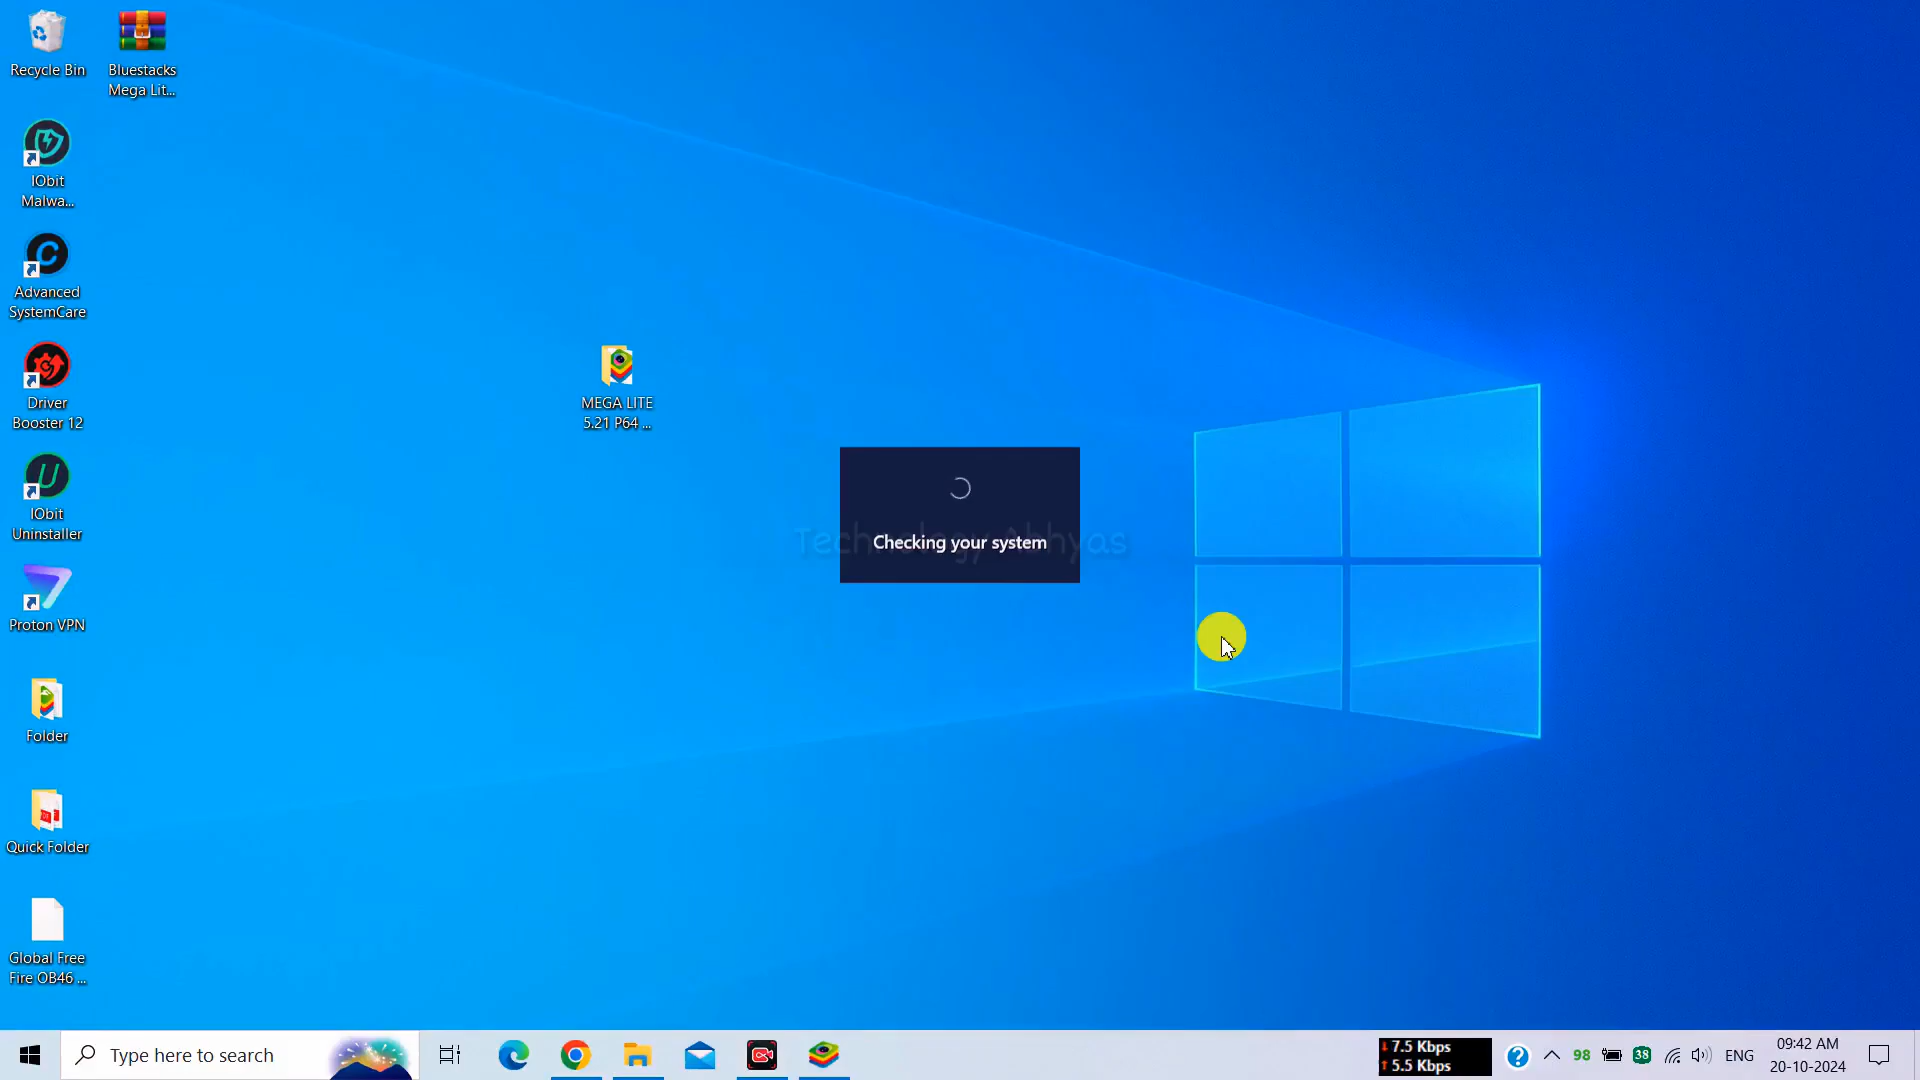 Recycle Bin
Bluestacks
Mega Lit...
IObit
Malwa...
Advanced
SystemCare
Driver
Booster 12
IObit
Uninstaller
Proton VPN
Folder
Quick Folder
Global Free
Fire OB46 ...
MEGA LITE
5.21 P64 ...
Technology Abhyas
Checking your system
Type here to search
7.5 Kbps
5.5 Kbps
98
38
ENG
09:42 AM
20-10-2024